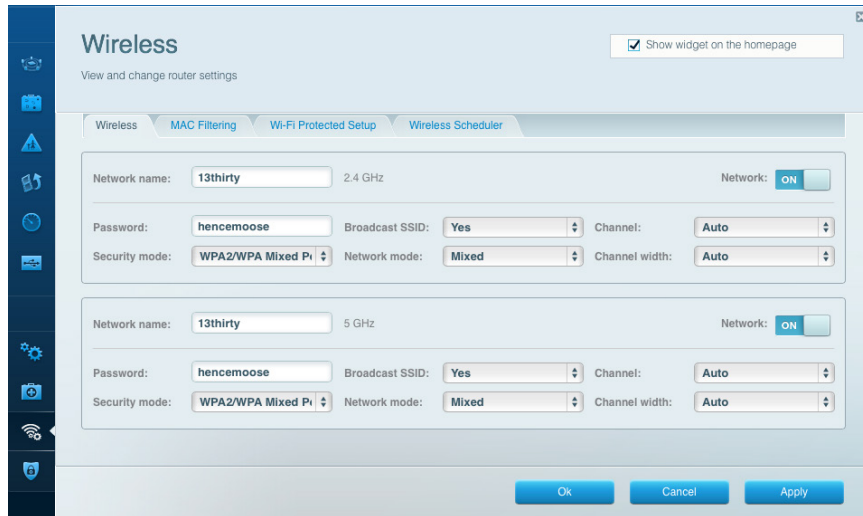 Wireless
Show widget on the homepage
View and change router settings
Wireless MAC Filtering Wi-Fi Protected Setup Wireless Scheduler
Network name: 13thirty 2.4 GHz Network: ON
Password: hencemoose Broadcast SSID: Yes Channel: Auto
Security mode: WPA2/WPA Mixed Network mode: Mixed Channel width: Auto
Network name: 13thirty 5 GHz Network: ON
Password: hencemoose Broadcast SSID: Yes Channel: Auto
Security mode: WPA2/WPA Mixed Network mode: Mixed Channel width: Auto
Ok Cancel Apply